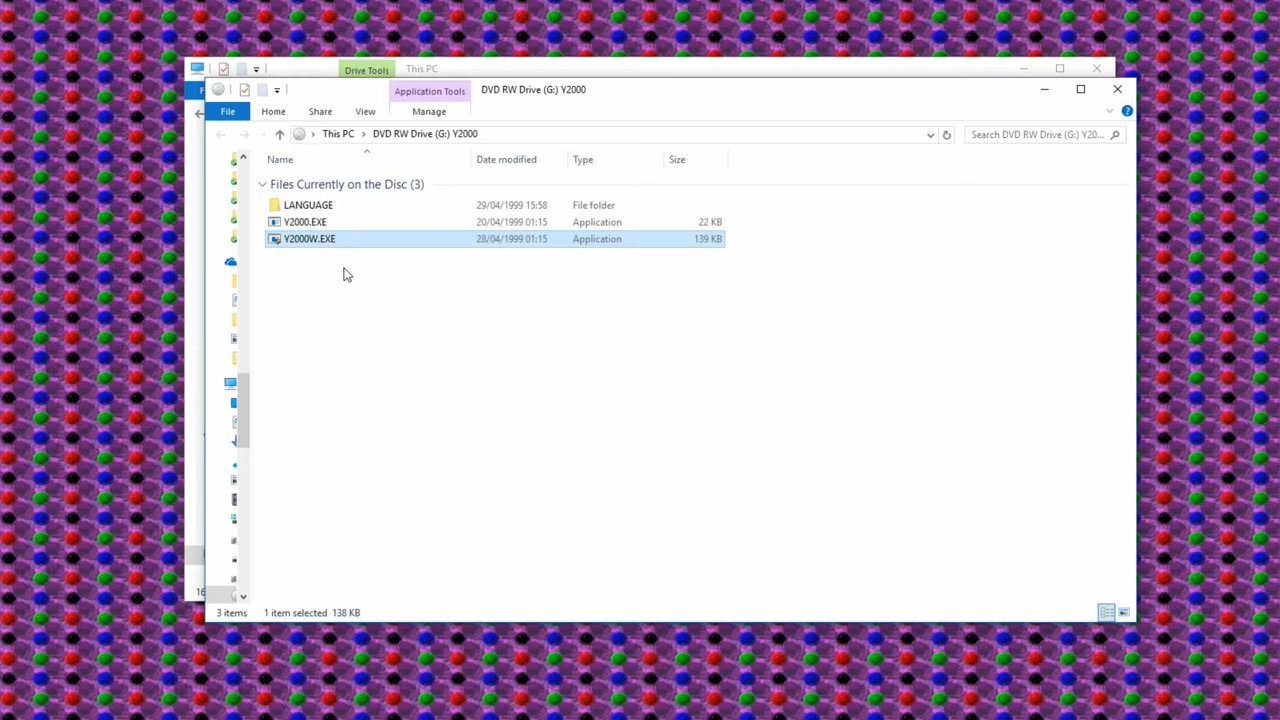 Drive Tools This PC
Application Tools DVD RW Drive (G:) Y2000
File Home Share View Manage
This PC DVD RW Drive (G:) Y2000 Search DVD RW Drive (G:) Y20...
Name Date modified Type Size
Files Currently on the Disc (3)
LANGUAGE 29/04/1999 15:58 File folder
Y2000.EXE 20/04/1999 01:15 Application 22 KB
Y2000W.EXE 28/04/1999 01:15 Application 139 KB
3 items 1 item selected 138 KB